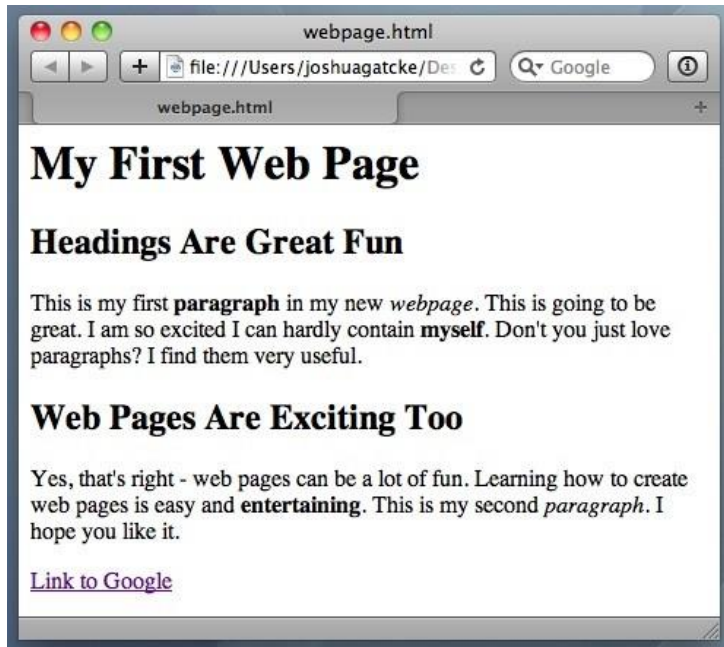 webpage.html
file:///Users/joshuagatcke/Des
Google
webpage.html
My First Web Page
Headings Are Great Fun
This is my first paragraph in my new webpage. This is going to be
great. I am so excited I can hardly contain myself. Don't you just love
paragraphs? I find them very useful.
Web Pages Are Exciting Too
Yes, that's right - web pages can be a lot of fun. Learning how to create
web pages is easy and entertaining. This is my second paragraph. I
hope you like it.
Link to Google